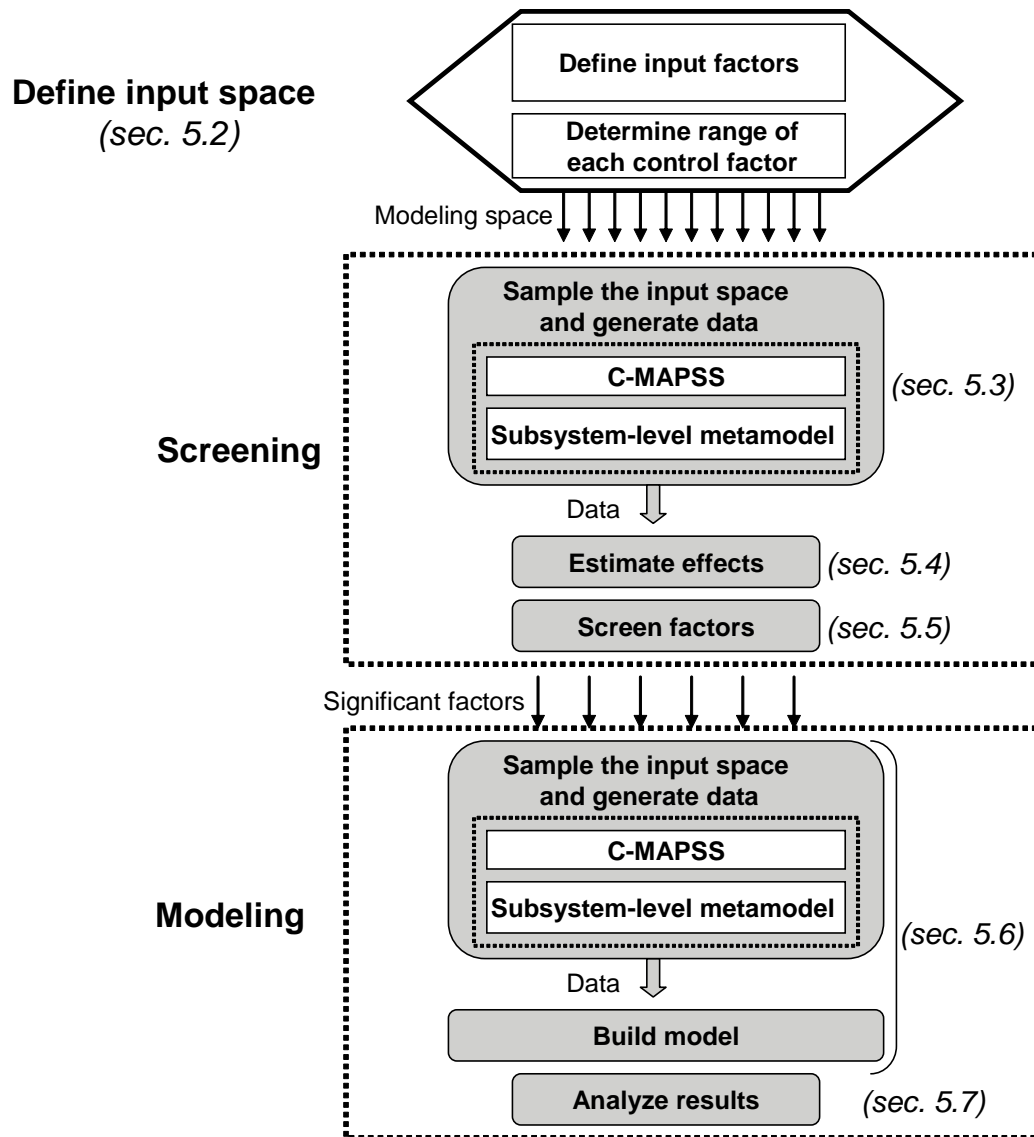 Define input space
(sec. 5.2)
Define input factors
Determine range of
each control factor
Modeling space
Screening
Sample the input space
and generate data
C-MAPSS
Subsystem-level metamodel
(sec. 5.3)
Data
Estimate effects
(sec. 5.4)
Screen factors
(sec. 5.5)
Significant factors
Modeling
Sample the input space
and generate data
C-MAPSS
Subsystem-level metamodel
(sec. 5.6)
Data
Build model
Analyze results
(sec. 5.7)